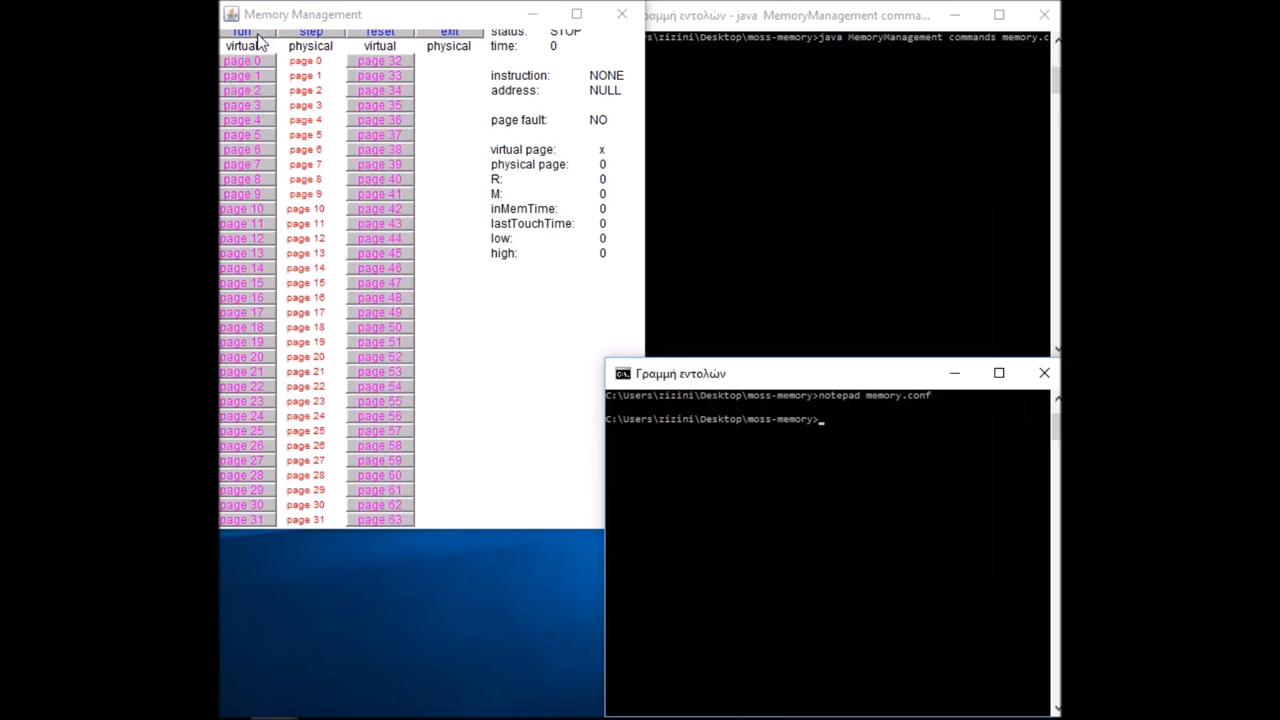 Memory Management
run step reset exit status: STOP
virtual physical virtual physical time: 0
page 0 page 0 page 32
page 1 page 1 page 33 instruction: NONE
page 2 page 2 page 34 address: NULL
page 3 page 3 page 35
page 4 page 4 page 36 page fault: NO
page 5 page 5 page 37
page 6 page 6 page 38 virtual page: x
page 7 page 7 page 39 physical page: 0
page 8 page 8 page 40 R: 0
page 9 page 9 page 41 M: 0
page 10 page 10 page 42 inMemTime: 0
page 11 page 11 page 43 lastTouchTime: 0
page 12 page 12 page 44 low: 0
page 13 page 13 page 45 high: 0
page 14 page 14 page 46
page 15 page 15 page 47
page 16 page 16 page 48
page 17 page 17 page 49
page 18 page 18 page 50
page 19 page 19 page 51
page 20 page 20 page 52
page 21 page 21 page 53
page 22 page 22 page 54
page 23 page 23 page 55
page 24 page 24 page 56
page 25 page 25 page 57
page 26 page 26 page 58
page 27 page 27 page 59
page 28 page 28 page 60
page 29 page 29 page 61
page 30 page 30 page 62
page 31 page 31 page 63
αμμή εντολών - java MemoryManagement comma...
s\zizini\Desktop\moss-memory>java MemoryManagement commands memory.c
Γραμμή εντολών
C:\Users\zizini\Desktop\moss-memory>notepad memory.conf
C:\Users\zizini\Desktop\moss-memory>_